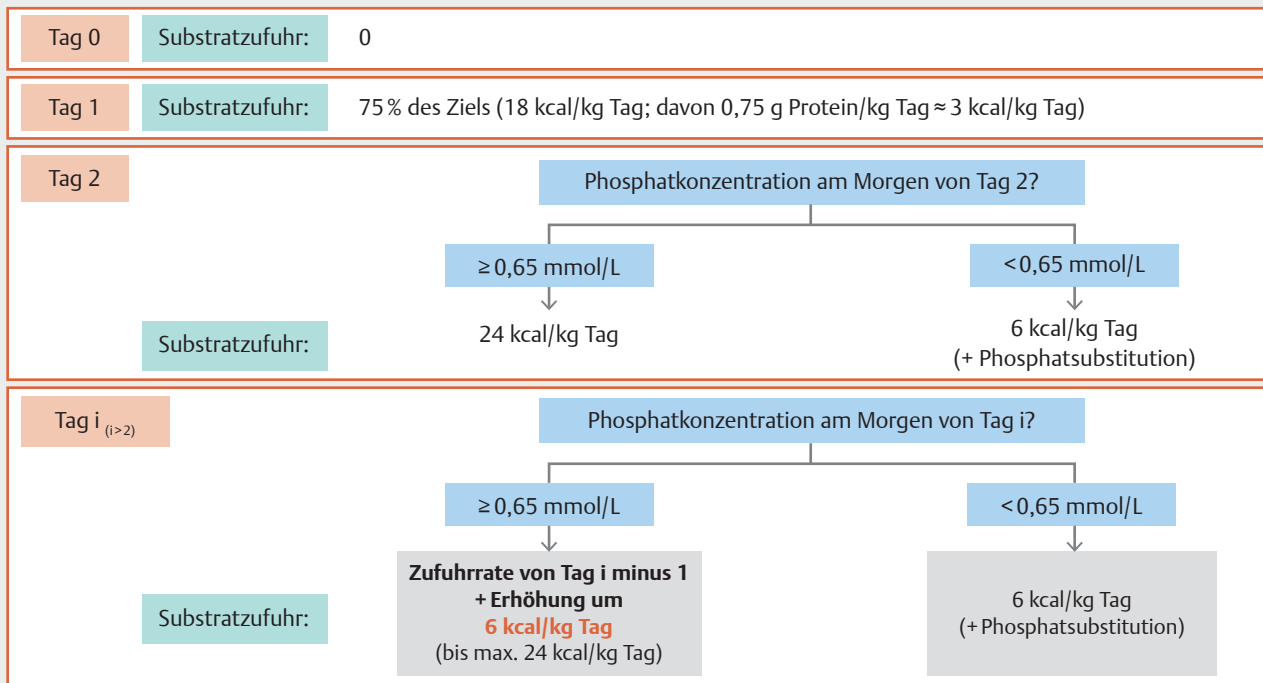 Tag 0 Substratzufuhr: 0
Tag 1 Substratzufuhr: 75 % des Ziels (18 kcal/kg Tag; davon 0,75 g Protein/kg Tag ≈ 3 kcal/kg Tag)
Tag 2 Phosphatkonzentration am Morgen von Tag 2?
≥ 0,65 mmol/L < 0,65 mmol/L
Substratzufuhr: 24 kcal/kg Tag 6 kcal/kg Tag
(+ Phosphatsubstitution)
Tag i (i>2) Phosphatkonzentration am Morgen von Tag i?
≥ 0,65 mmol/L < 0,65 mmol/L
Substratzufuhr:
Zufuhrrate von Tag i minus 1
+ Erhöhung um
6 kcal/kg Tag
(bis max. 24 kcal/kg Tag)
6 kcal/kg Tag
(+ Phosphatsubstitution)